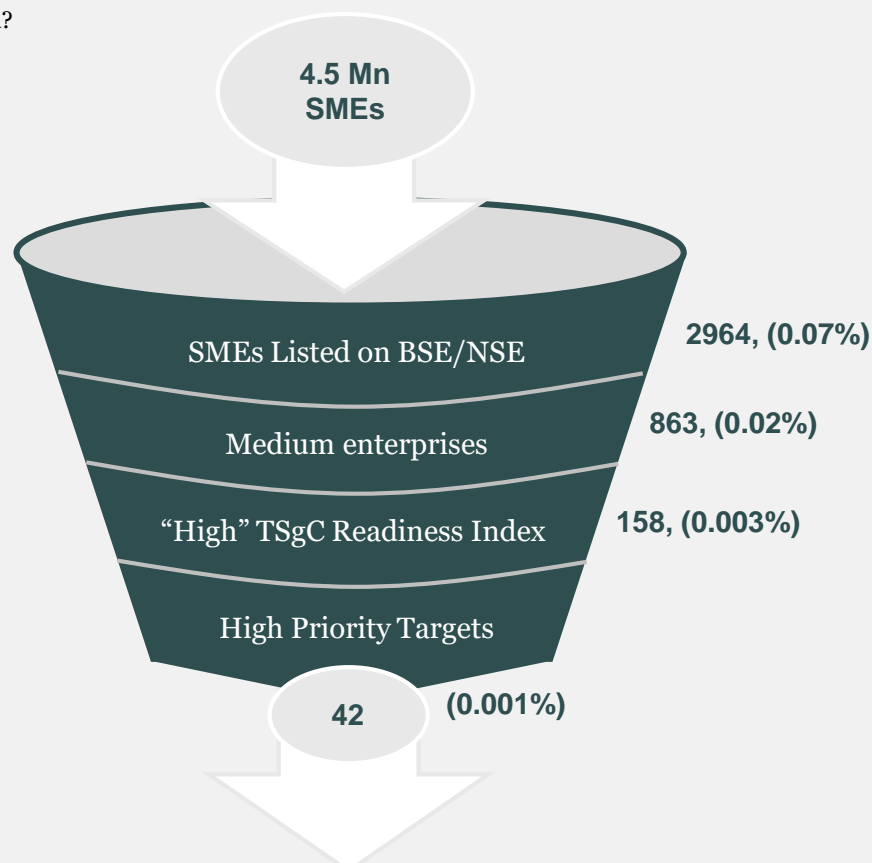 ?
4.5 Mn
SMEs
SMEs Listed on BSE/NSE
2964, (0.07%)
Medium enterprises
863, (0.02%)
“High” TSgC Readiness Index
158, (0.003%)
High Priority Targets
42
(0.001%)